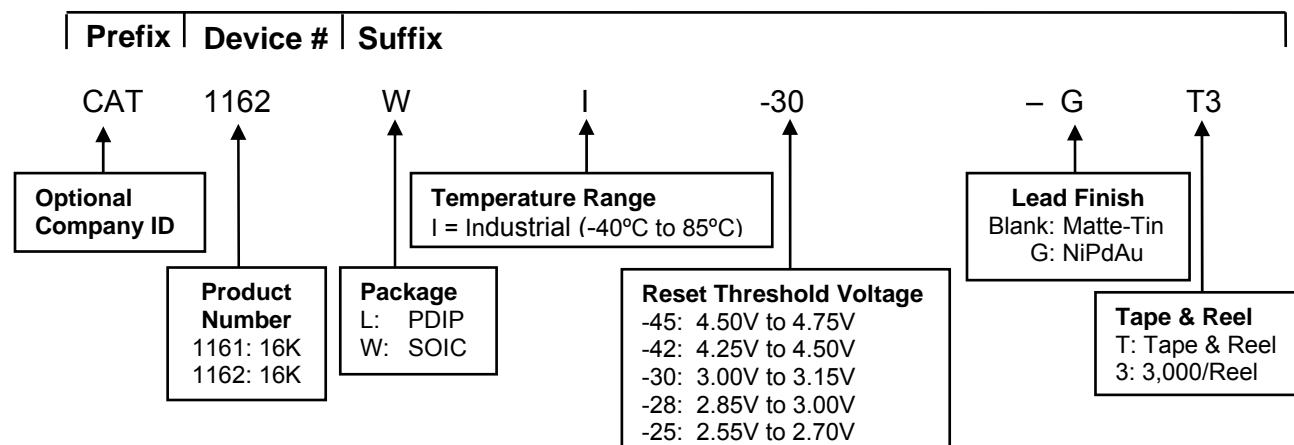 Prefix Device # Suffix
CAT 1162 W I -30 – G T3
Optional
Company ID
Temperature Range
I = Industrial (-40ºC to 85ºC)
Lead Finish
Blank: Matte-Tin
G: NiPdAu
Product
Number
1161: 16K
1162: 16K
Package
L: PDIP
W: SOIC
Reset Threshold Voltage
-45: 4.50V to 4.75V
-42: 4.25V to 4.50V
-30: 3.00V to 3.15V
-28: 2.85V to 3.00V
-25: 2.55V to 2.70V
Tape & Reel
T: Tape & Reel
3: 3,000/Reel